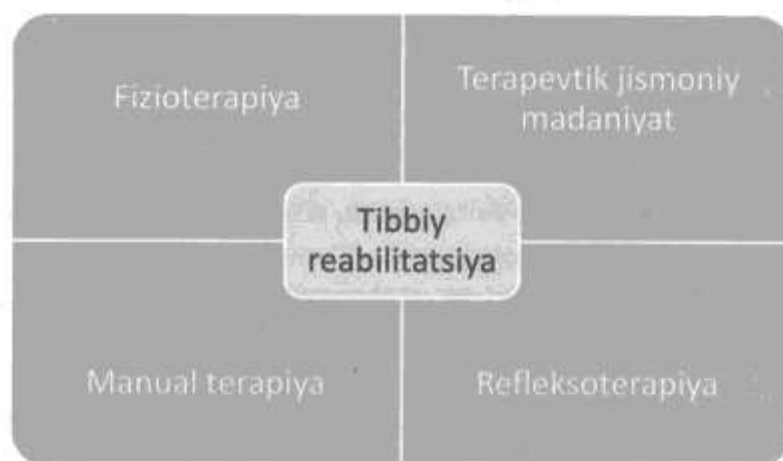 Fizioterapiya
Terapevtik jismoniy
madaniyat
Tibbiy
reabilitatsiya
Manual terapiya
Refleksoterapiya